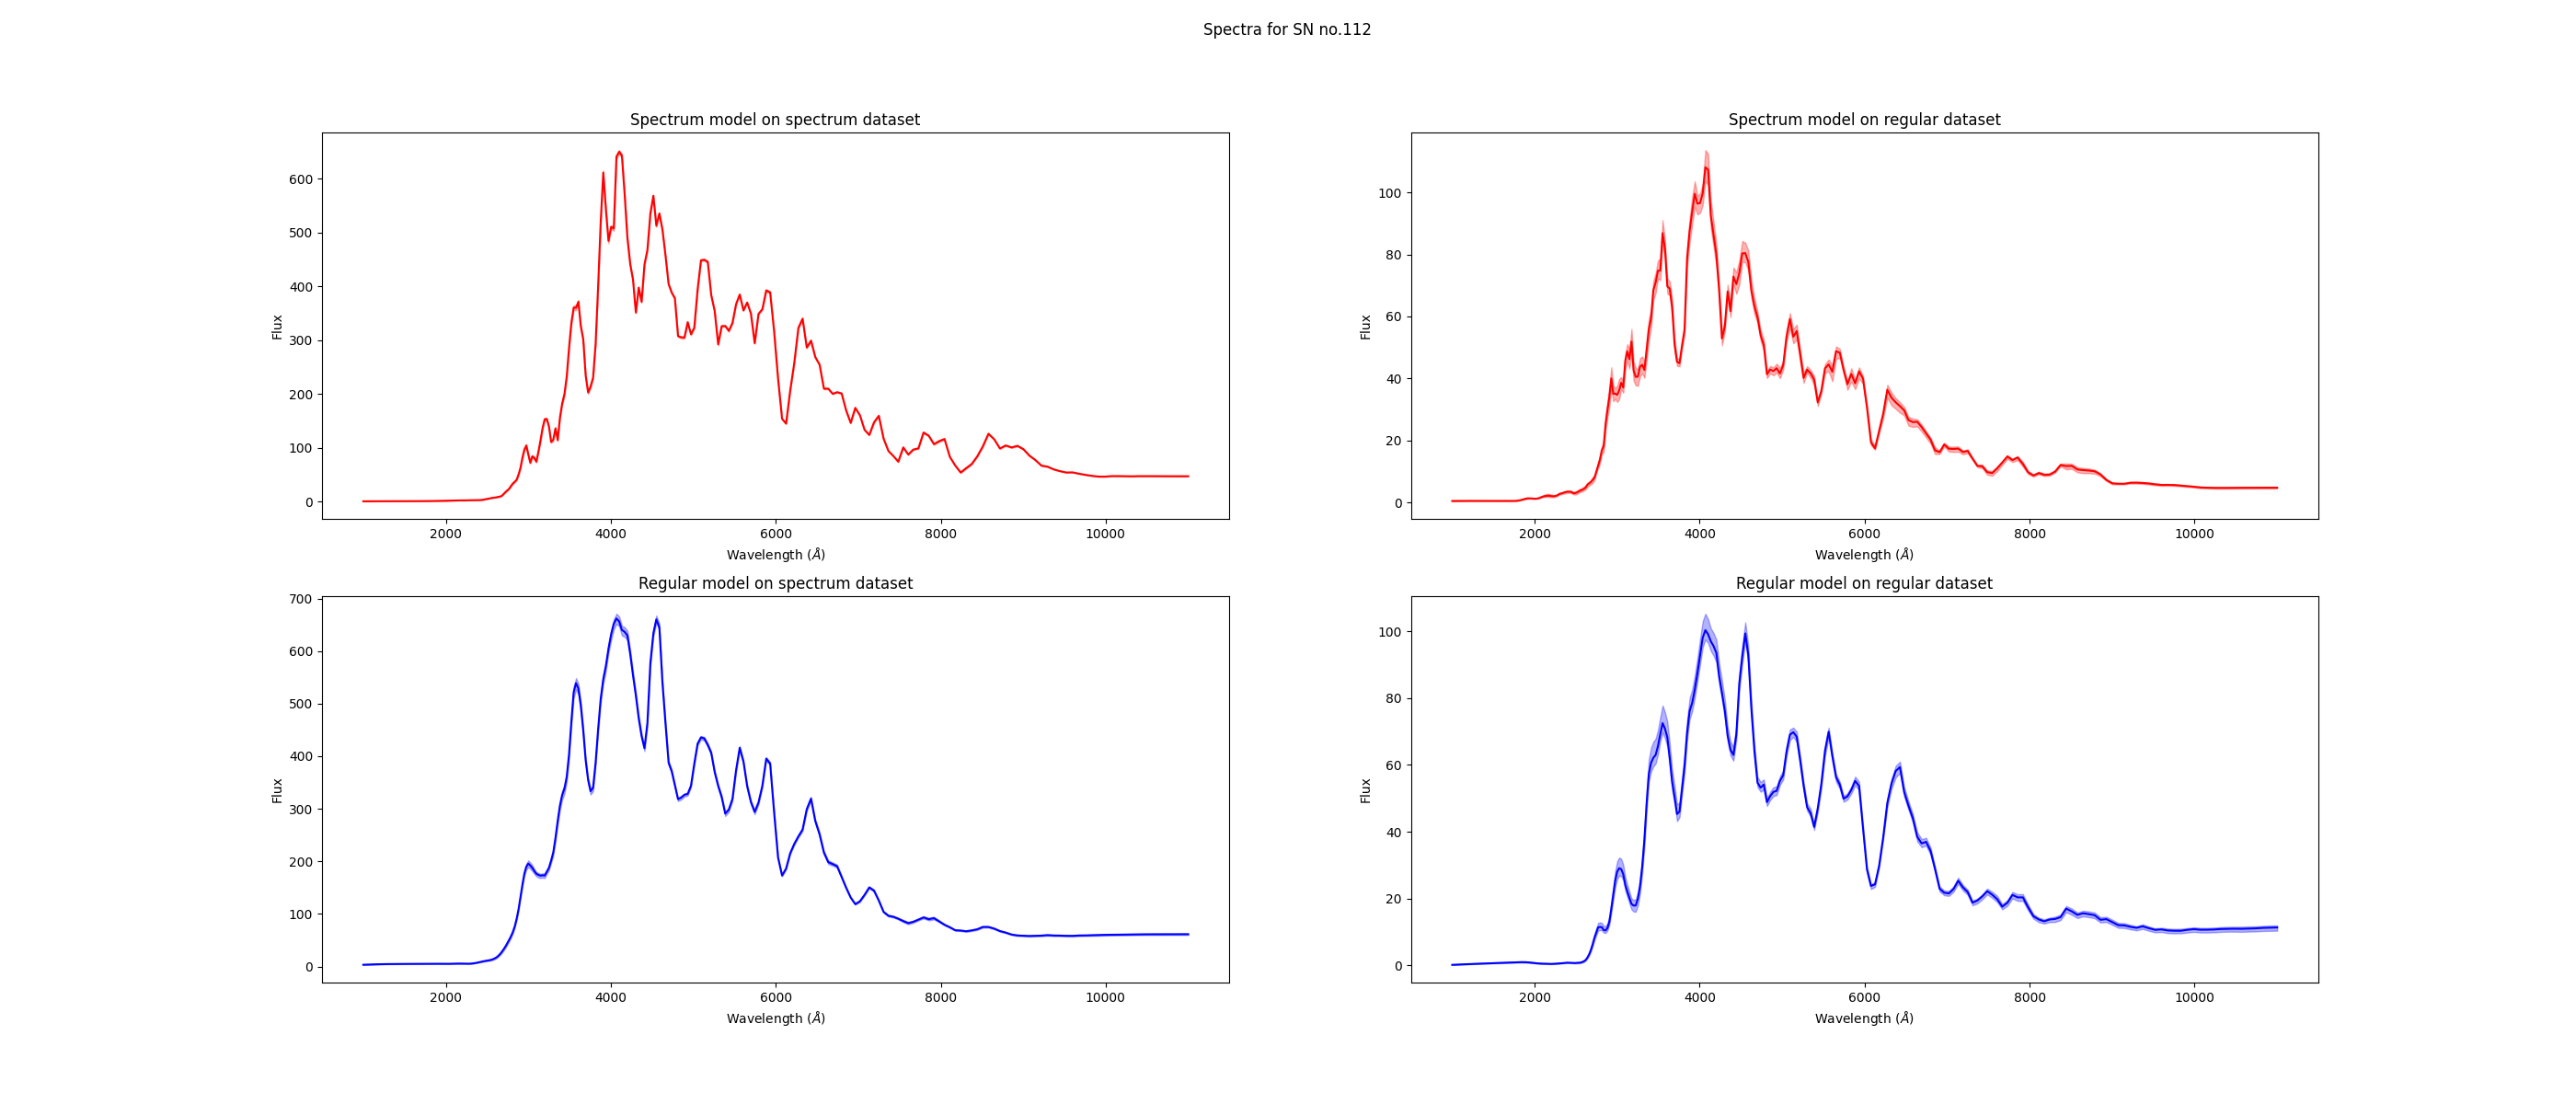 Spectra for SN no.112
Spectrum model on spectrum dataset
600
500
400
300
200
100
0
Flux
2000 4000 6000 8000 10000
Wavelength (Å)
Spectrum model on regular dataset
100
80
60
40
20
0
Flux
2000 4000 6000 8000 10000
Wavelength (Å)
Regular model on spectrum dataset
700
600
500
400
300
200
100
0
Flux
2000 4000 6000 8000 10000
Wavelength (Å)
Regular model on regular dataset
100
80
60
40
20
0
Flux
2000 4000 6000 8000 10000
Wavelength (Å)